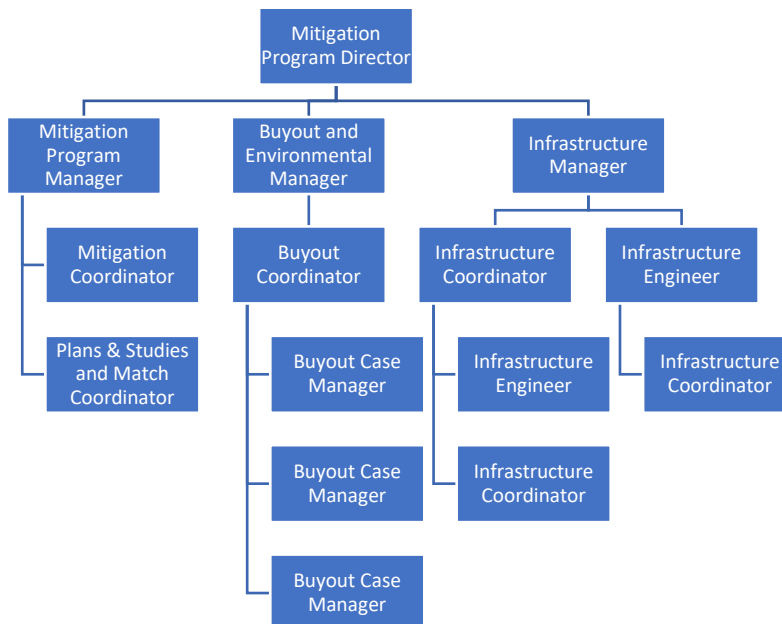 Mitigation
Program Director
Mitigation
Program
Manager
Buyout and
Environmental
Manager
Infrastructure
Manager
Mitigation
Coordinator
Buyout
Coordinator
Infrastructure
Coordinator
Infrastructure
Engineer
Plans & Studies
and Match
Coordinator
Buyout Case
Manager
Infrastructure
Engineer
Infrastructure
Coordinator
Buyout Case
Manager
Infrastructure
Coordinator
Buyout Case
Manager